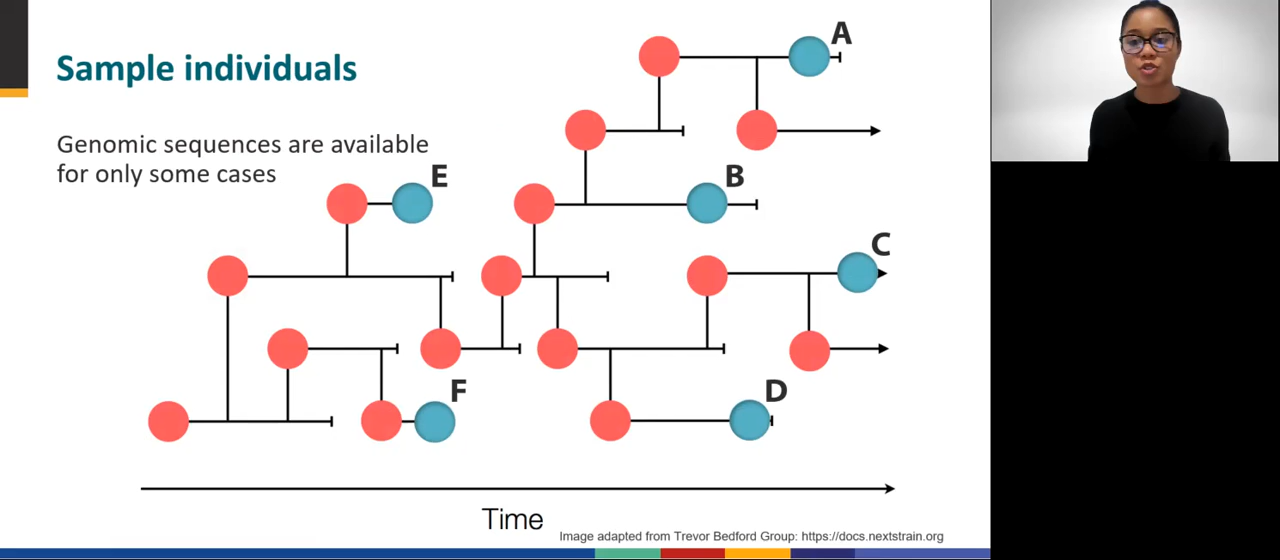 Sample individuals
Genomic sequences are available
for only some cases
A
E
B
C
F
D
Time
Image adapted from Trevor Bedford Group: https://docs.nextstrain.org